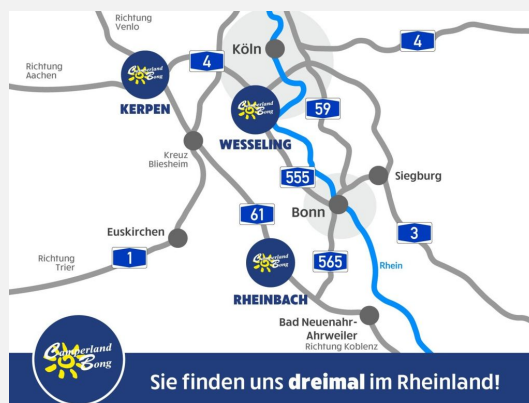 Richtung
Venlo
Köln
4
4
Richtung
Aachen
Camperland
Bong
KERPEN
Camperland
Bong
WESSELING
59
Kreuz
Bliesheim
555
Siegburg
Bonn
61
Euskirchen
3
1
Camperland
Bong
565
Rhein
Richtung
Trier
RHEINBACH
Bad Neuenahr-
Ahrweiler
Richtung Koblenz
Camperland
Bong
Sie finden uns dreimal im Rheinland!